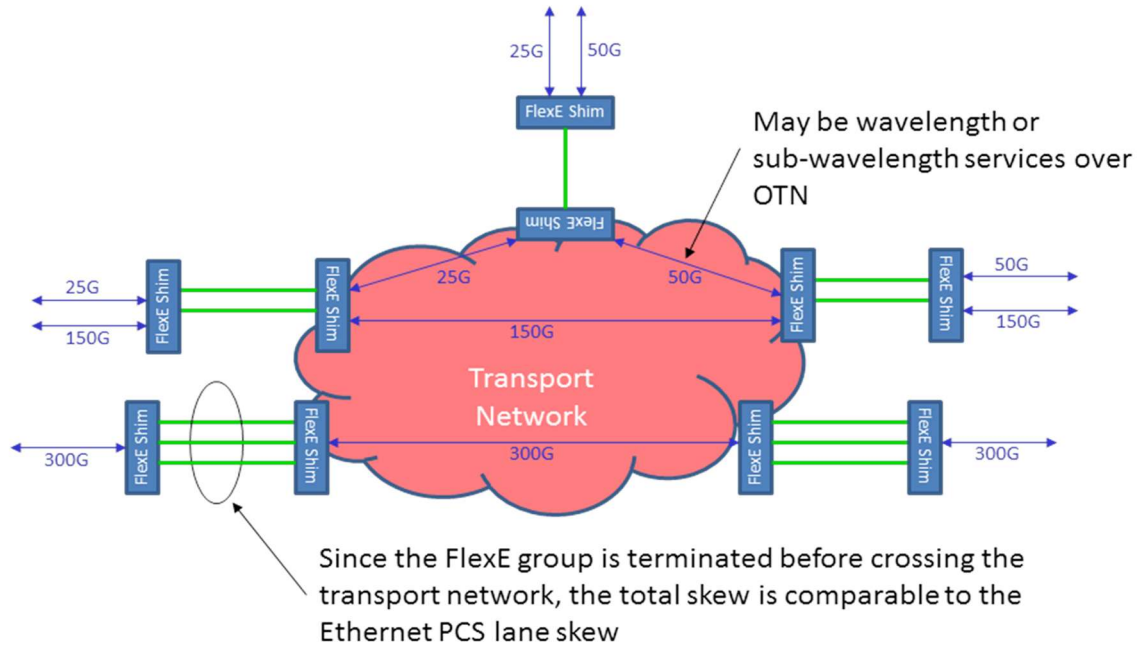 25G
50G
FlexE Shim
May be wavelength or
sub-wavelength services over
OTN
FlexE Shim
25G
50G
25G
150G
FlexE Shim
FlexE Shim
150G
FlexE Shim
FlexE Shim
50G
150G
Transport
Network
300G
FlexE Shim
FlexE Shim
300G
FlexE Shim
FlexE Shim
300G
Since the FlexE group is terminated before crossing the
transport network, the total skew is comparable to the
Ethernet PCS lane skew